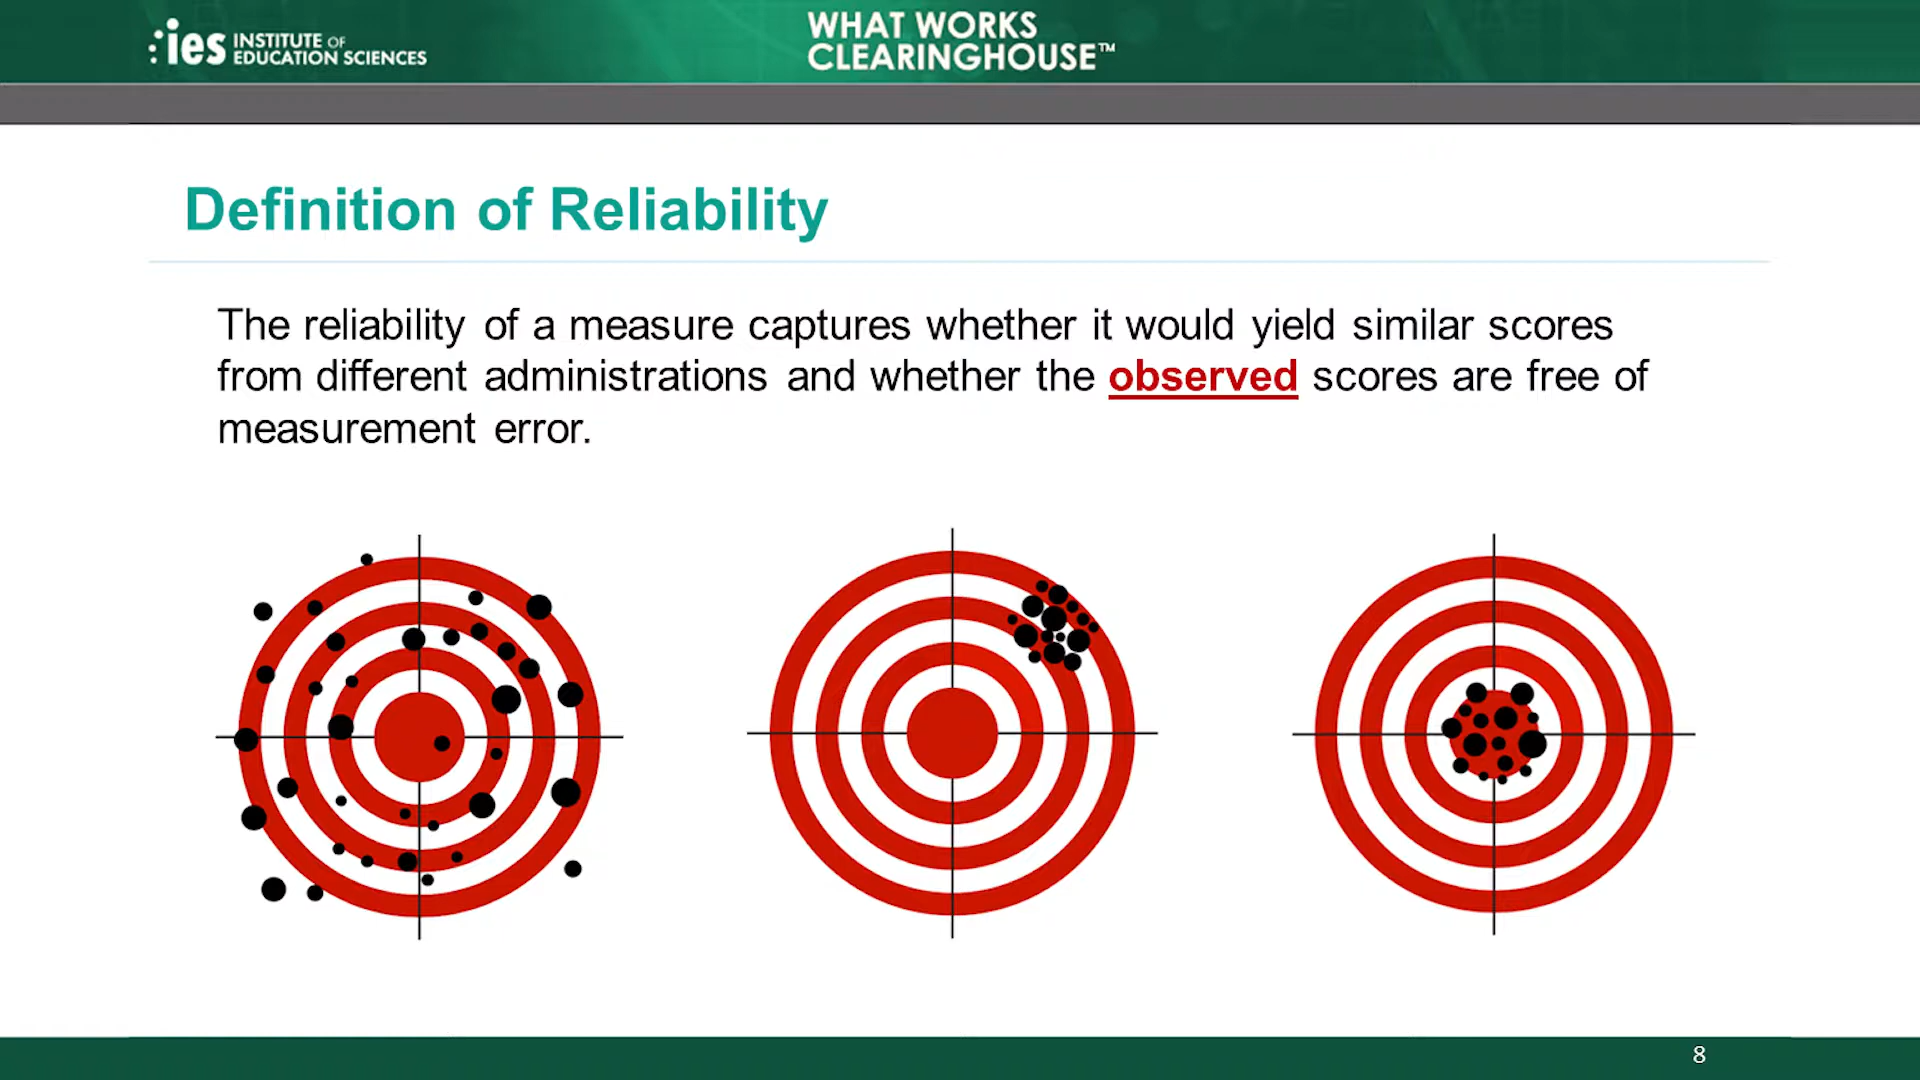 ies INSTITUTE OF
EDUCATION SCIENCES
WHAT WORKS
CLEARINGHOUSE™
Definition of Reliability
The reliability of a measure captures whether it would yield similar scores
from different administrations and whether the observed scores are free of
measurement error.
8